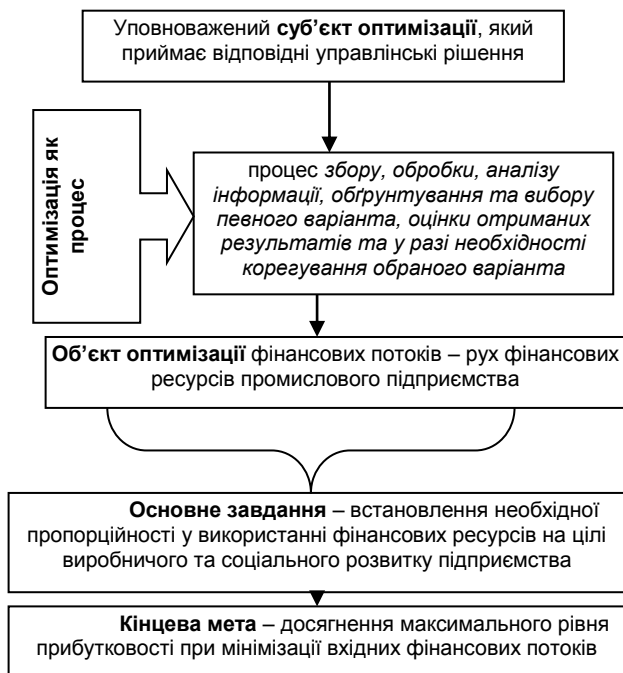 Уповноважений суб’єкт оптимізації, який
приймає відповідні управлінські рішення
Оптимізація як
процес
процес збору, обробки, аналізу
інформації, обґрунтування та вибору
певного варіанта, оцінки отриманих
результатів та у разі необхідності
корегування обраного варіанта
Об’єкт оптимізації фінансових потоків – рух фінансових
ресурсів промислового підприємства
Основне завдання – встановлення необхідної
пропорційності у використанні фінансових ресурсів на цілі
виробничого та соціального розвитку підприємства
Кінцева мета – досягнення максимального рівня
прибутковості при мінімізації вхідних фінансових потоків